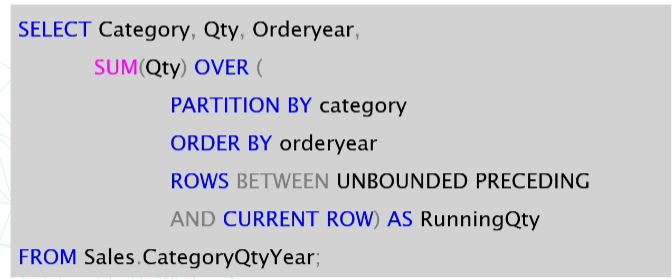 SELECT Category, Qty, Orderyear,
SUM(Qty) OVER (
PARTITION BY category
ORDER BY orderyear
ROWS BETWEEN UNBOUNDED PRECEDING
AND CURRENT ROW) AS RunningQty
FROM Sales.CategoryQtyYear;